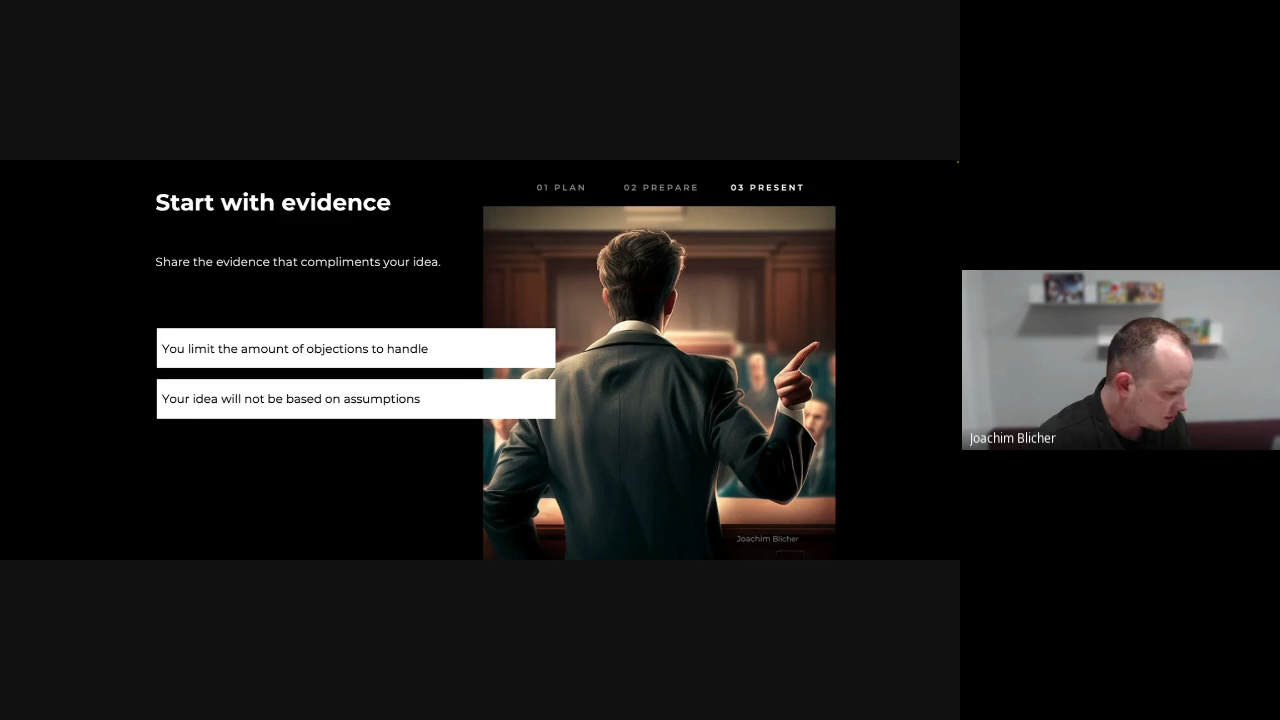 Start with evidence
01 PLAN 02 PREPARE 03 PRESENT
Share the evidence that compliments your idea.
You limit the amount of objections to handle
Your idea will not be based on assumptions
Joachim Blicher
Joachim Blicher